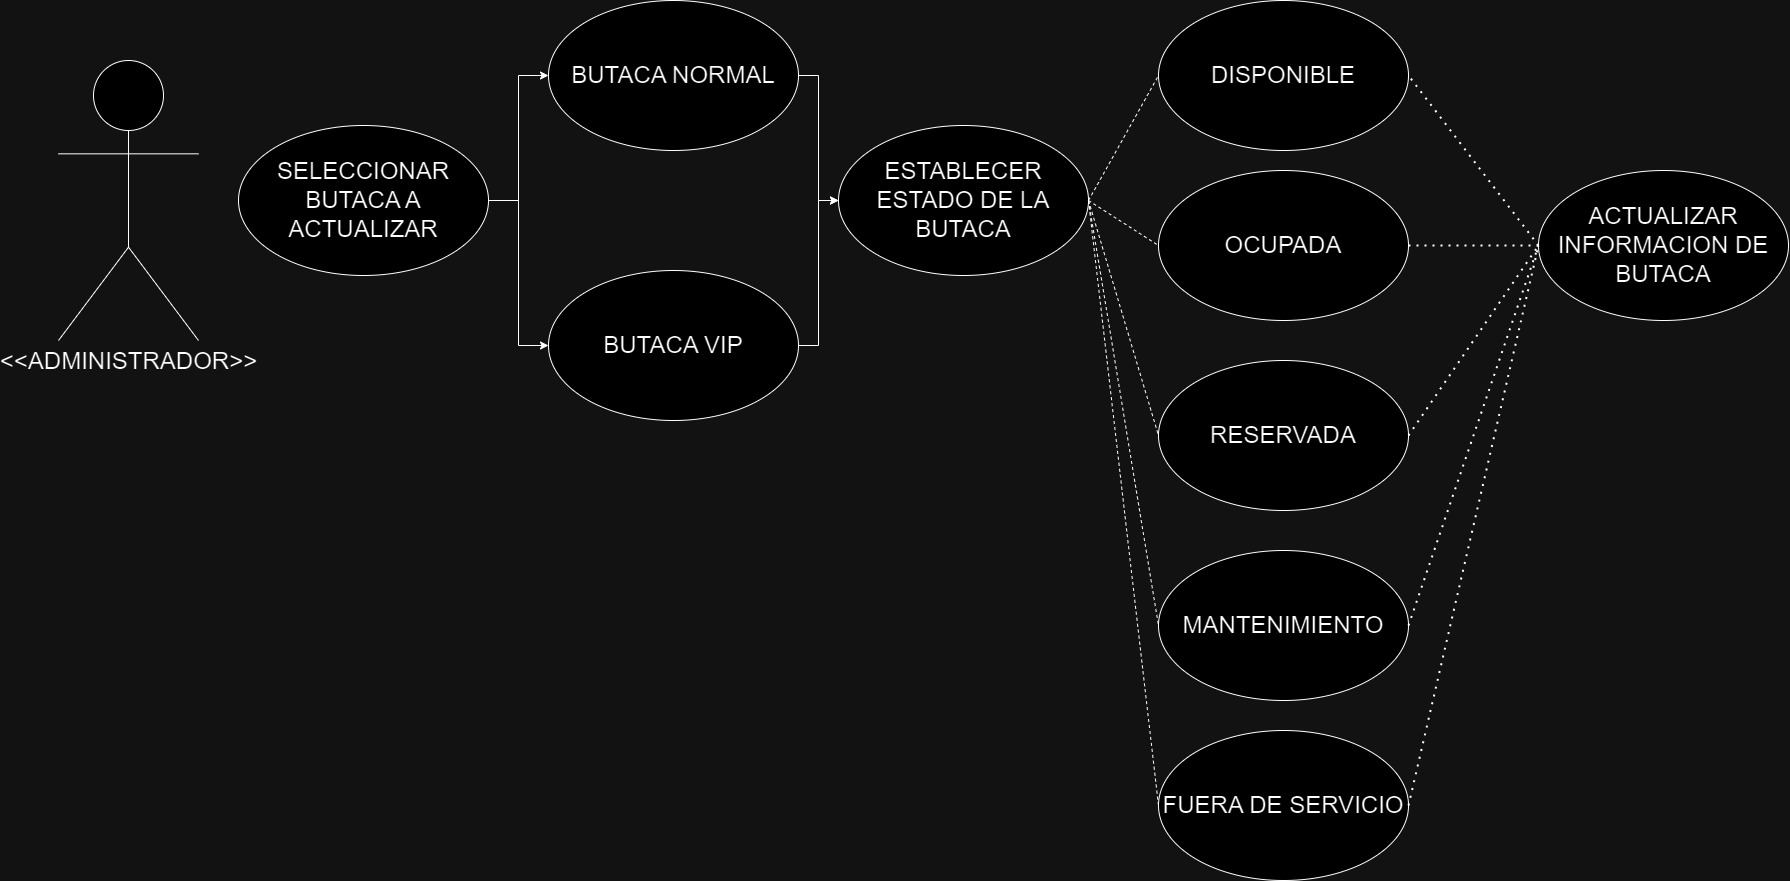 <<ADMINISTRADOR>>
SELECCIONAR
BUTACA A
ACTUALIZAR
BUTACA NORMAL
BUTACA VIP
ESTABLECER
ESTADO DE LA
BUTACA
DISPONIBLE
OCUPADA
RESERVADA
MANTENIMIENTO
FUERA DE SERVICIO
ACTUALIZAR
INFORMACION DE
BUTACA